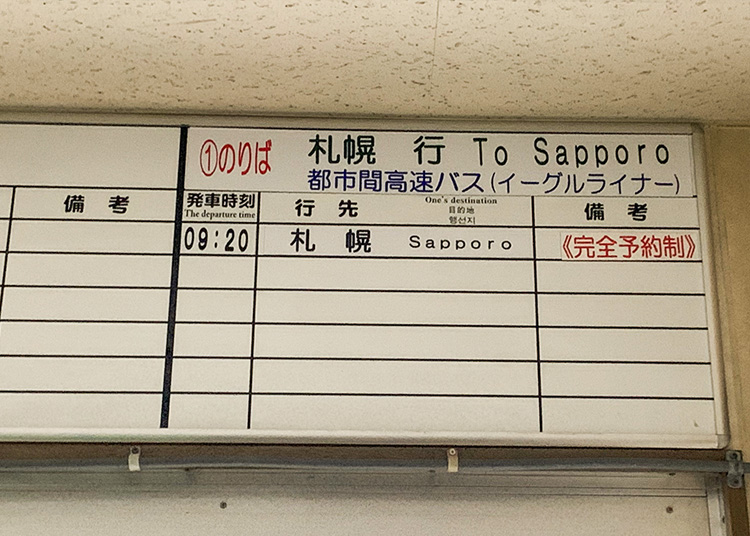 ①のりば 札幌 行 To Sapporo
都市間高速バス(イーグルライナー)
備考
発車時刻
The departure time
行先
One's destination
目的地
행선지
備考
09:20 札幌 Sapporo 《完全予約制》